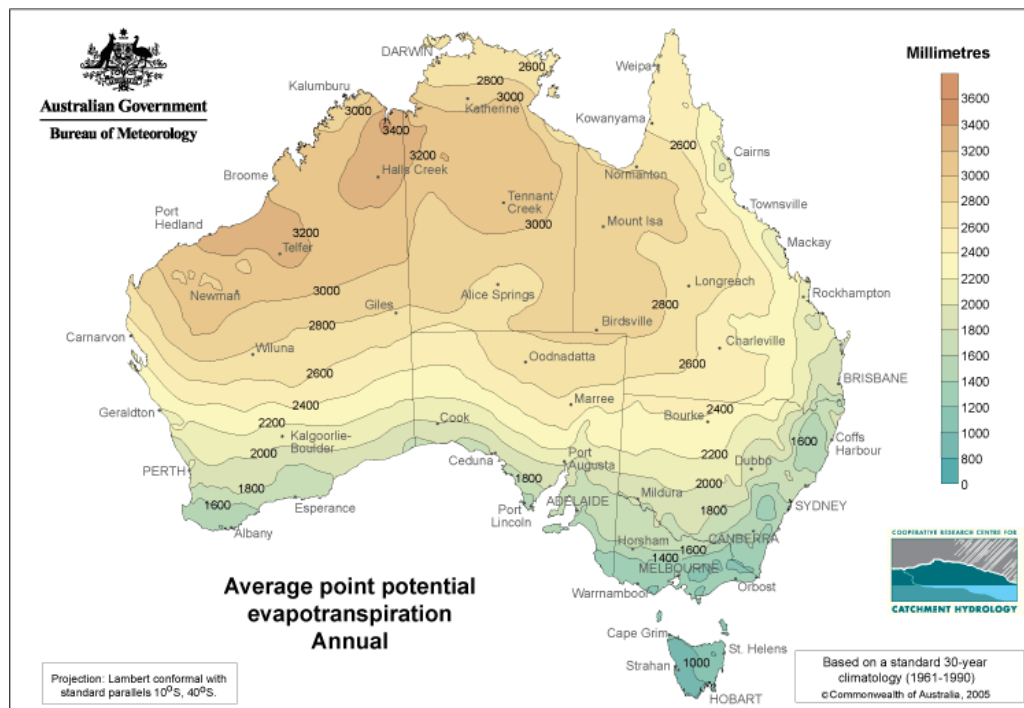 Australian Government
Bureau of Meteorology
Millimetres
3600
3400
3200
3000
2800
2600
2400
2200
2000
1800
1600
1400
1200
1000
800
0
DARWIN
2600
2800
3000
Katherine
Weipa
Kalumburu
3000
3400
3200
Kowanyama
2600
Cairns
Halls Creek
Broome
Normanton
Tennant
Creek
3000
Townsville
Mount Isa
Port
Hedland
3200
Telfer
Mackay
Newman
3000
Alice Springs
Longreach
Rockhampton
Giles
2800
2800
Birdsville
Carnarvon
Wiluna
Oodnadatta
Charleville
2600
2600
BRISBANE
2400
Marree
2400
Geraldton
2200
Cook
Bourke
Kalgoorlie-
Boulder
2000
Coffs
Harbour
1600
2200
PERTH
Ceduna
Port
Augusta
Dubbo
1800
1800
2000
Mildura
1600
Esperance
Port
Lincoln
ADELAIDE
1800
SYDNEY
Albany
Horsham
1400
1600
CANBERRA
MELBOURNE
Warrnamboor
Orbost
Cape Grim
St. Helens
Strahan
1000
HOBART
Average point potential
evapotranspiration
Annual
COOPERATIVE RESEARCH CENTRE FOR
CATCHMENT HYDROLOGY
Projection: Lambert conformal with
standard parallels 10°S, 40°S.
Based on a standard 30-year
climatology (1961-1990)
©Commonwealth of Australia, 2005